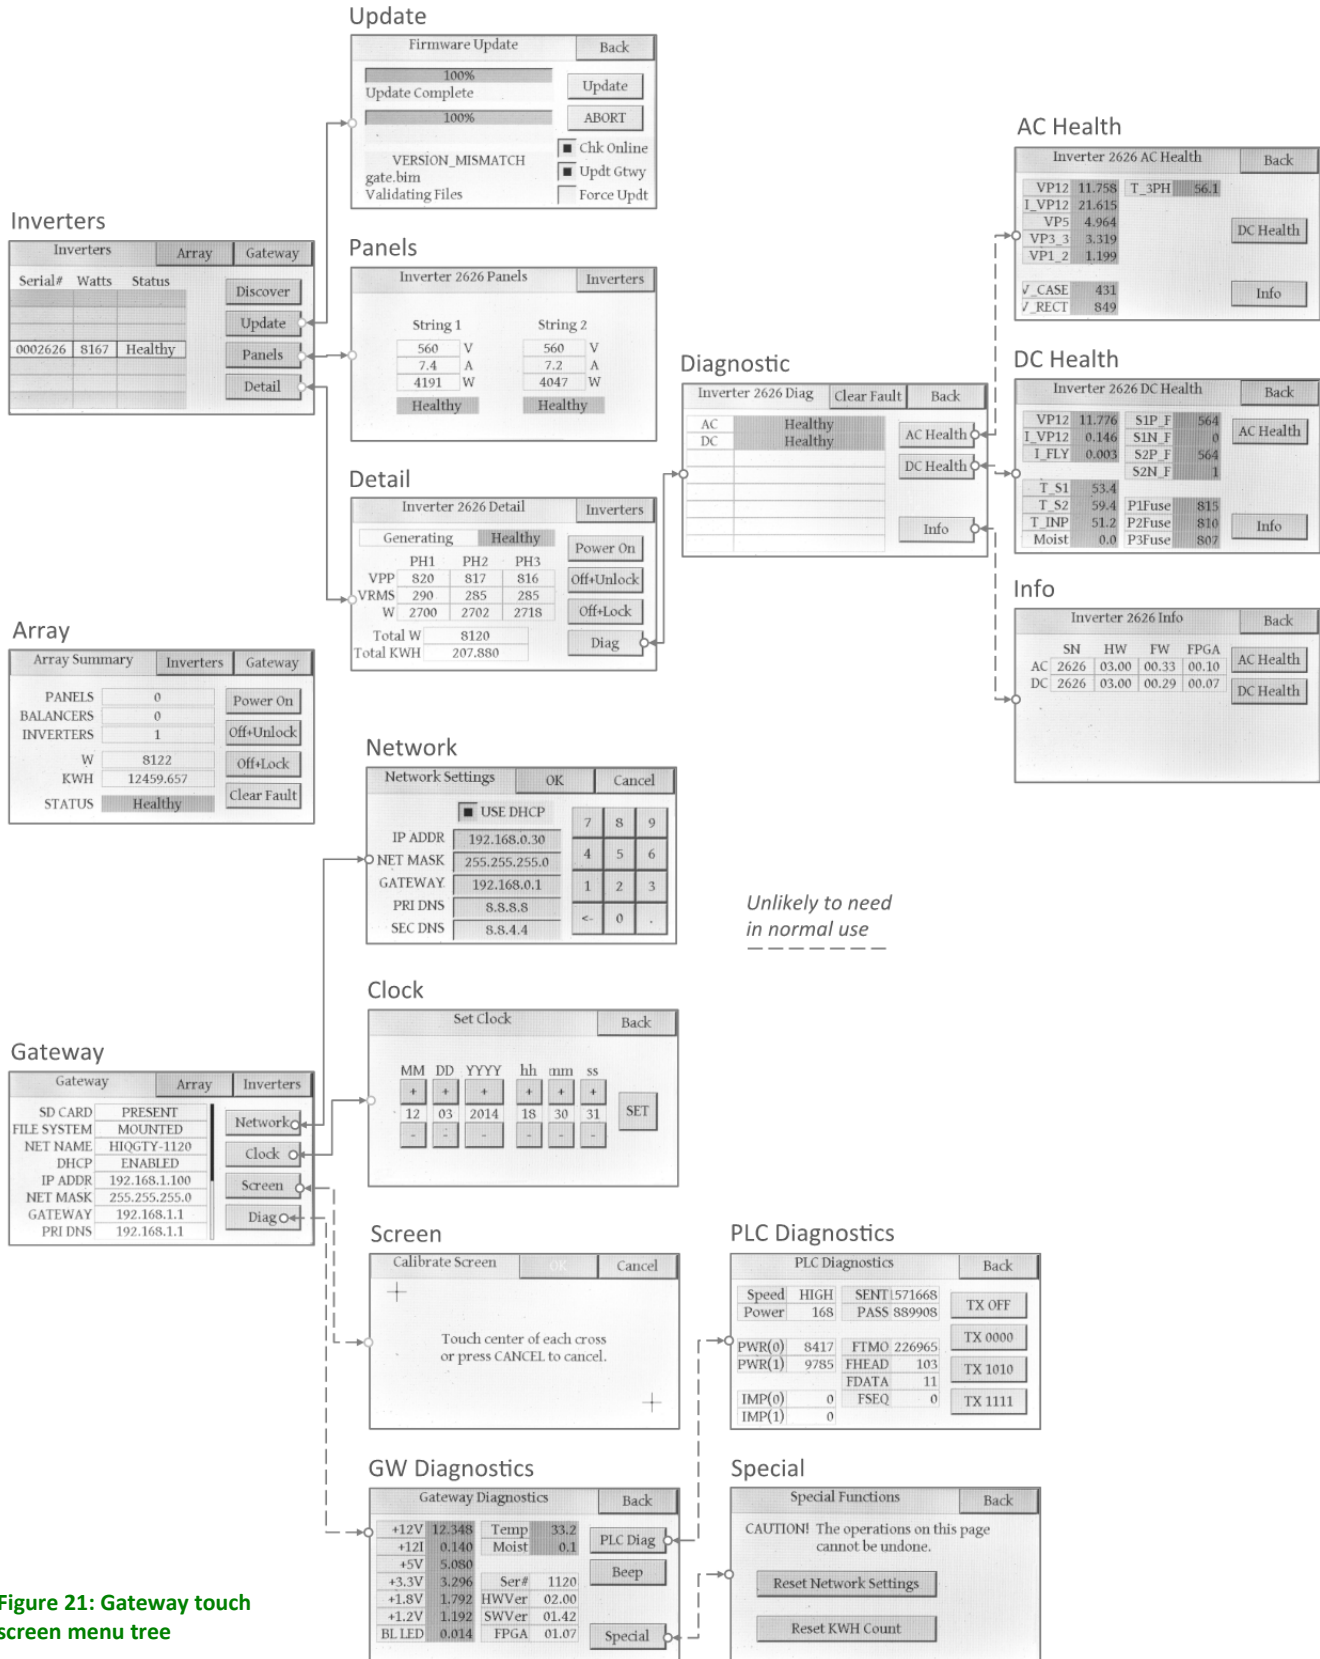 Update
Firmware Update Back
100%
Update Complete
Update
100%
ABORT
VERSION_MISMATCH
gate.bim
Validating Files
Chk Online
Updt Gtwy
Force Updt
Inverters
Inverters Array Gateway
Serial# Watts Status
0002626 8167 Healthy
Discover
Update
Panels
Detail
Panels
Inverter 2626 Panels Inverters
String 1 String 2
560 V 560 V
7.4 A 7.2 A
4191 W 4047 W
Healthy Healthy
Detail
Inverter 2626 Detail Inverters
Generating Healthy
PH1 PH2 PH3
VPP 820 817 816
VRMS 290 285 285
W 2700 2702 2718
Total W 8120
Total KWH 207.880
Power On
Off+Unlock
Off+Lock
Diag
Diagnostic
Inverter 2626 Diag Clear Fault Back
AC Healthy
DC Healthy
AC Health
DC Health
Info
AC Health
Inverter 2626 AC Health Back
VP12 11.758 T_3PH 56.1
I_VP12 21.615
VP5 4.964
VP3_3 3.319
VP1_2 1.199
V_CASE 431
V_RECT 849
DC Health
Info
DC Health
Inverter 2626 DC Health Back
VP12 11.776 S1P_F 564
I_VP12 0.146 S1N_F 0
I_FLY 0.003 S2P_F 564
S2N_F 1
T_S1 53.4
T_S2 59.4 P1Fuse 815
T_INP 51.2 P2Fuse 810
Moist 0.0 P3Fuse 807
AC Health
Info
Info
Inverter 2626 Info Back
SN HW FW FPGA
AC 2626 03.00 00.33 00.10
DC 2626 03.00 00.29 00.07
AC Health
DC Health
Array
Array Summary Inverters Gateway
PANELS 0
BALANCERS 0
INVERTERS 1
W 8122
KWH 12459.657
STATUS Healthy
Power On
Off+Unlock
Off+Lock
Clear Fault
Network
Network Settings OK Cancel
USE DHCP
IP ADDR 192.168.0.30
NET MASK 255.255.255.0
GATEWAY 192.168.0.1
PRI DNS 8.8.8.8
SEC DNS 8.8.4.4
7 8 9
4 5 6
1 2 3
<- 0 .
Unlikely to need
in normal use
Clock
Set Clock Back
MM DD YYYY hh mm ss
+ + + + + +
12 03 2014 18 30 31
- - - - - -
SET
Gateway
Gateway Array Inverters
SD CARD PRESENT
FILE SYSTEM MOUNTED
NET NAME HIQGTY-1120
DHCP ENABLED
IP ADDR 192.168.1.100
NET MASK 255.255.255.0
GATEWAY 192.168.1.1
PRI DNS 192.168.1.1
Network
Clock
Screen
Diag
Screen
Calibrate Screen OK Cancel
Touch center of each cross
or press CANCEL to cancel.
PLC Diagnostics
PLC Diagnostics Back
Speed HIGH SENT 1571668
Power 168 PASS 889908
PWR(0) 8417 FTMO 226965
PWR(1) 9785 FHEAD 103
FDATA 11
IMP(0) 0 FSEQ 0
IMP(1) 0
TX OFF
TX 0000
TX 1010
TX 1111
GW Diagnostics
Gateway Diagnostics Back
+12V 12.348 Temp 33.2
+12I 0.140 Moist 0.1
+5V 5.080
+3.3V 3.296 Ser# 1120
+1.8V 1.792 HWVer 02.00
+1.2V 1.192 SWVer 01.42
BL LED 0.014 FPGA 01.07
PLC Diag
Beep
Special
Special
Special Functions Back
CAUTION! The operations on this page
cannot be undone.
Reset Network Settings
Reset KWH Count
Figure 21: Gateway touch
screen menu tree